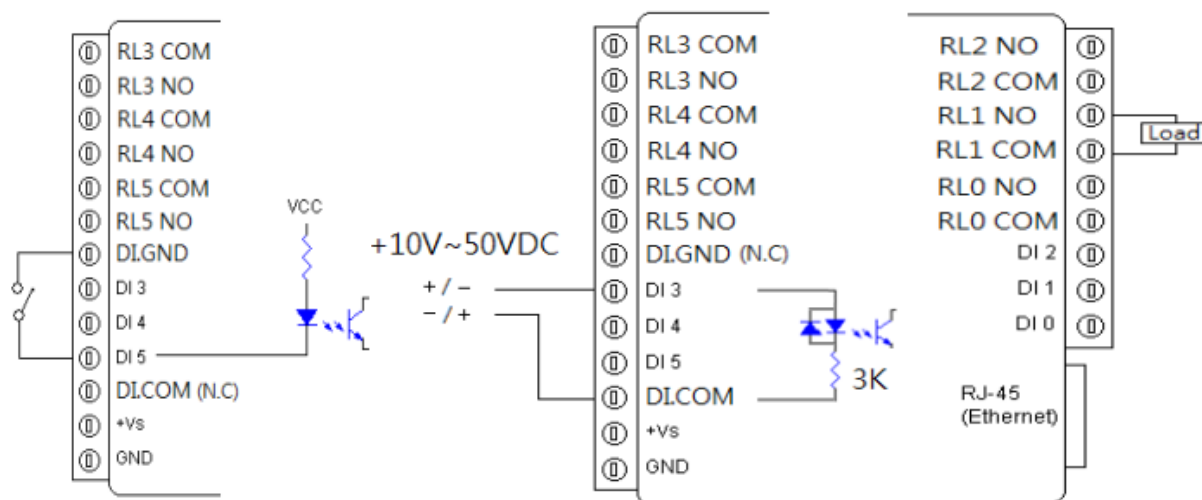 RL3 COM
RL3 NO
RL4 COM
RL4 NO
RL5 COM
RL5 NO
DI.GND
DI 3
DI 4
DI 5
DI.COM (N.C)
+Vs
GND
VCC
+10V~50VDC
+ / −
− / +
RL3 COM
RL3 NO
RL4 COM
RL4 NO
RL5 COM
RL5 NO
DI.GND (N.C)
DI 3
DI 4
DI 5
DI.COM
+Vs
GND
3K
RL2 NO
RL2 COM
RL1 NO
RL1 COM
RL0 NO
RL0 COM
DI 2
DI 1
DI 0
RJ-45
(Ethernet)
Load